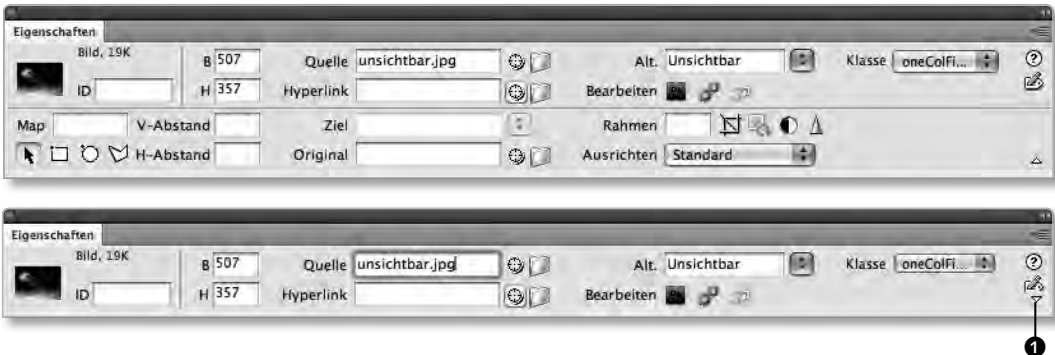 Eigenschaften
Bild, 19K
B 507 Quelle unsichtbar.jpg Alt. Unsichtbar Klasse oneColFi...
ID H 357 Hyperlink Bearbeiten
Map V-Abstand Ziel Rahmen
H-Abstand Original Ausrichten Standard
Eigenschaften
Bild, 19K
B 507 Quelle unsichtbar.jpg Alt. Unsichtbar Klasse oneColFi...
ID H 357 Hyperlink Bearbeiten
1